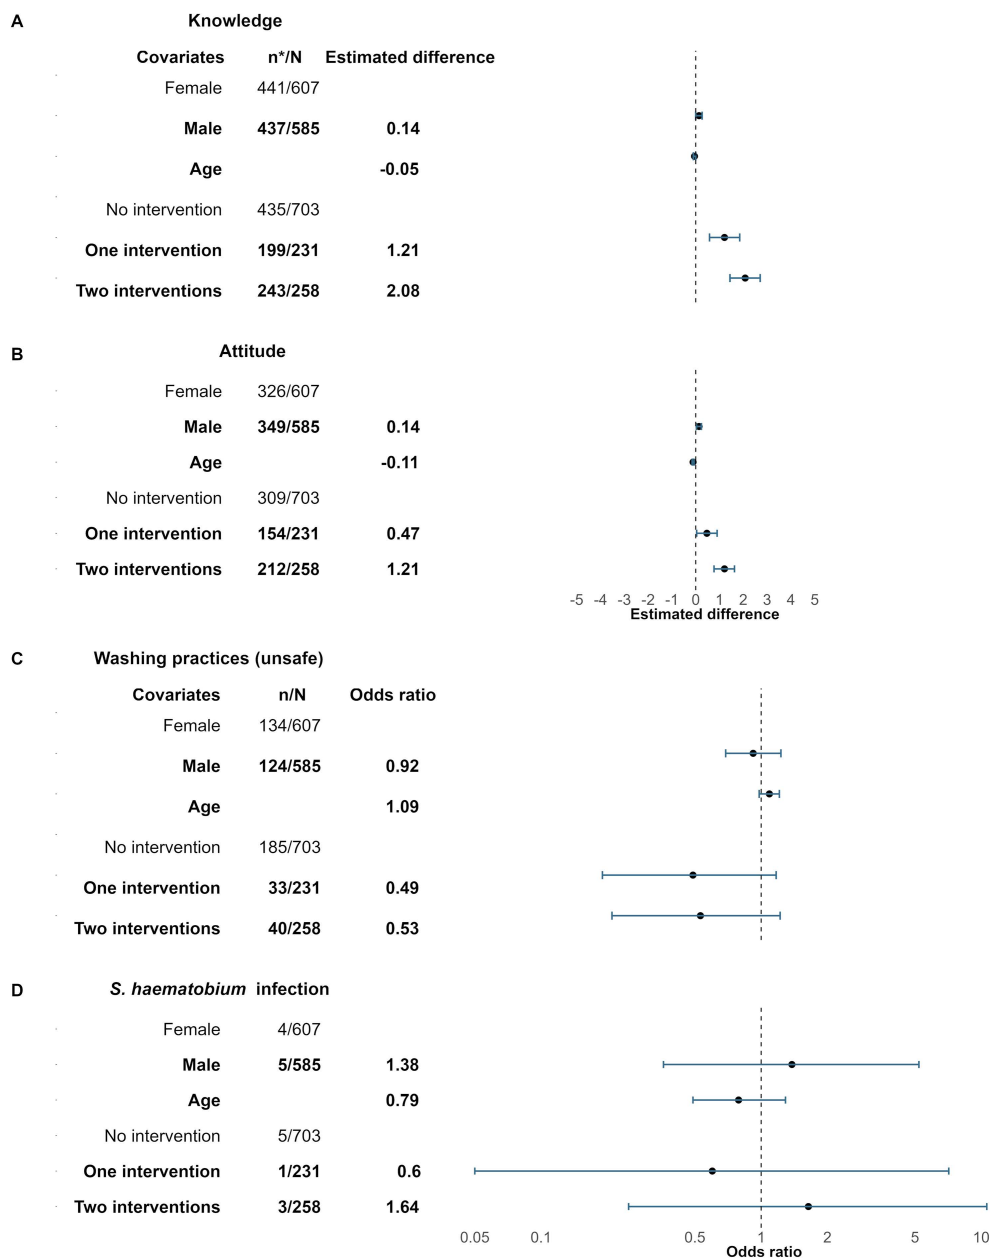 A Knowledge
Covariates n*/N Estimated difference
Female 441/607
Male 437/585 0.14
Age -0.05
No intervention 435/703
One intervention 199/231 1.21
Two interventions 243/258 2.08
B Attitude
Female 326/607
Male 349/585 0.14
Age -0.11
No intervention 309/703
One intervention 154/231 0.47
Two interventions 212/258 1.21
-5 -4 -3 -2 -1 0 1 2 3 4 5
Estimated difference
C Washing practices (unsafe)
Covariates n/N Odds ratio
Female 134/607
Male 124/585 0.92
Age 1.09
No intervention 185/703
One intervention 33/231 0.49
Two interventions 40/258 0.53
D S. haematobium infection
Female 4/607
Male 5/585 1.38
Age 0.79
No intervention 5/703
One intervention 1/231 0.6
Two interventions 3/258 1.64
0.05 0.1 0.5 1 2 5 10
Odds ratio